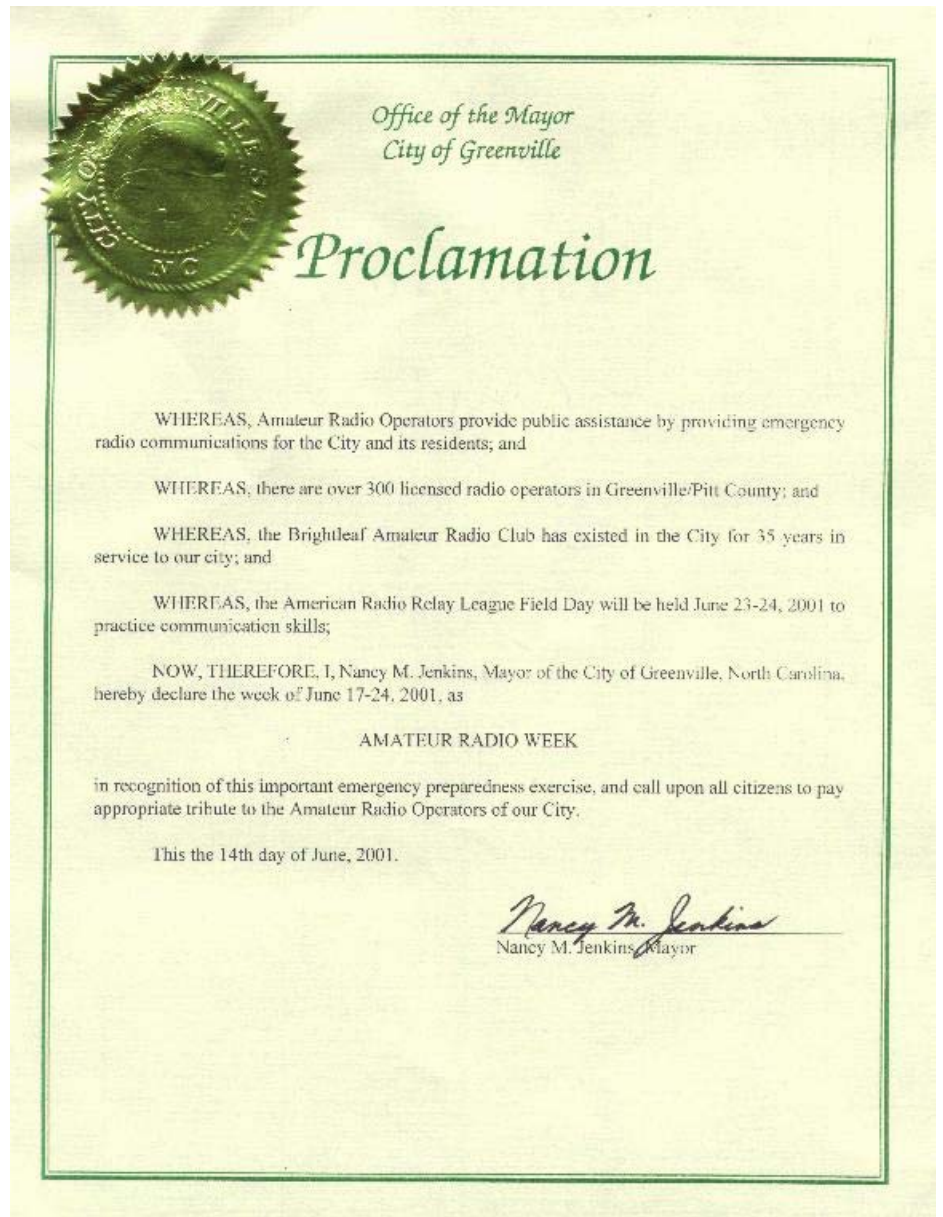 Office of the Mayor
City of Greenville
CITY OF GREENVILLE SEAL
NC
Proclamation
WHEREAS, Amateur Radio Operators provide public assistance by providing emergency
radio communications for the City and its residents; and
WHEREAS, there are over 300 licensed radio operators in Greenville/Pitt County; and
WHEREAS, the Brightleaf Amateur Radio Club has existed in the City for 35 years in
service to our city; and
WHEREAS, the American Radio Relay League Field Day will be held June 23-24, 2001 to
practice communication skills;
NOW, THEREFORE, I, Nancy M. Jenkins, Mayor of the City of Greenville, North Carolina,
hereby declare the week of June 17-24, 2001, as
AMATEUR RADIO WEEK
in recognition of this important emergency preparedness exercise, and call upon all citizens to pay
appropriate tribute to the Amateur Radio Operators of our City.
This the 14th day of June, 2001.
Nancy M. Jenkins
Nancy M. Jenkins, Mayor